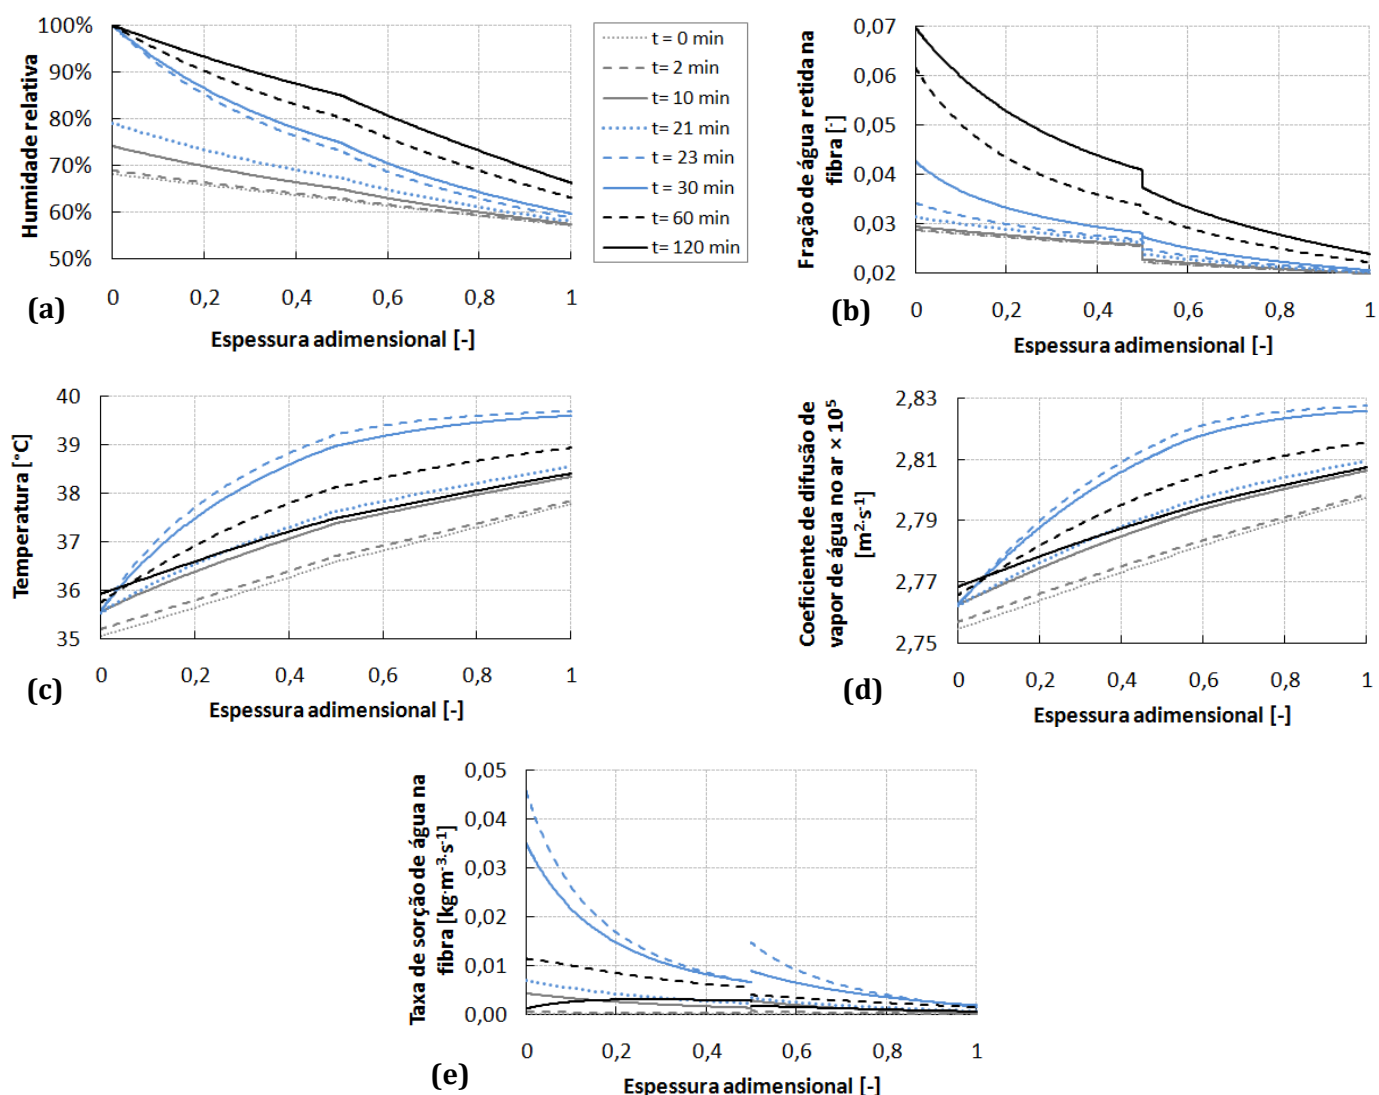 100%
90%
80%
70%
60%
50%
Humidade relativa
0
0,2
0,4
0,6
0,8
1
Espessura adimensional [-]
(a)
t = 0 min
t= 2 min
t= 10 min
t= 21 min
t = 23 min
t= 30 min
t= 60 min
t= 120 min
0,07
0,06
0,05
0,04
0,03
0,02
Fração de água retida na
fibra [-]
0
0,2
0,4
0,6
0,8
1
Espessura adimensional [-]
(b)
40
39
38
37
36
35
Temperatura [°C]
0
0,2
0,4
0,6
0,8
1
Espessura adimensional [-]
(c)
2,83
2,81
2,79
2,77
2,75
Coeficiente de difusão de
vapor de água no ar × 10⁵
[m²·s⁻¹]
0
0,2
0,4
0,6
0,8
1
Espessura adimensional [-]
(d)
0,05
0,04
0,03
0,02
0,01
0,00
Taxa de sorção de água na
fibra [kg·m⁻³·s⁻¹]
0
0,2
0,4
0,6
0,8
1
Espessura adimensional [-]
(e)